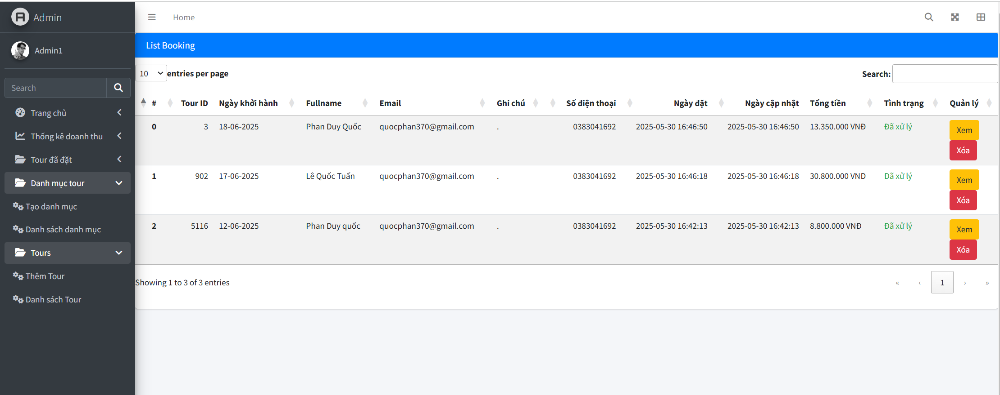 Admin
Home
Admin1
List Booking
10 entries per page
Search:
Search
# Tour ID Ngày khởi hành Fullname Email Ghi chú Số điện thoại Ngày đặt Ngày cập nhật Tổng tiền Tình trạng Quản lý
0 3 18-06-2025 Phan Duy Quốc quocphan370@gmail.com . 0383041692 2025-05-30 16:46:50 2025-05-30 16:46:50 13.350.000 VNĐ Đã xử lý Xem
Xóa
1 902 17-06-2025 Lê Quốc Tuấn quocphan370@gmail.com . 0383041692 2025-05-30 16:46:18 2025-05-30 16:46:18 30.800.000 VNĐ Đã xử lý Xem
Xóa
2 5116 12-06-2025 Phan Duy quốc quocphan370@gmail.com . 0383041692 2025-05-30 16:42:13 2025-05-30 16:42:13 8.800.000 VNĐ Đã xử lý Xem
Xóa
Showing 1 to 3 of 3 entries
« ‹ 1 › »
Trang chủ
Thống kê doanh thu
Tour đã đặt
Danh mục tour
Tạo danh mục
Danh sách danh mục
Tours
Thêm Tour
Danh sách Tour